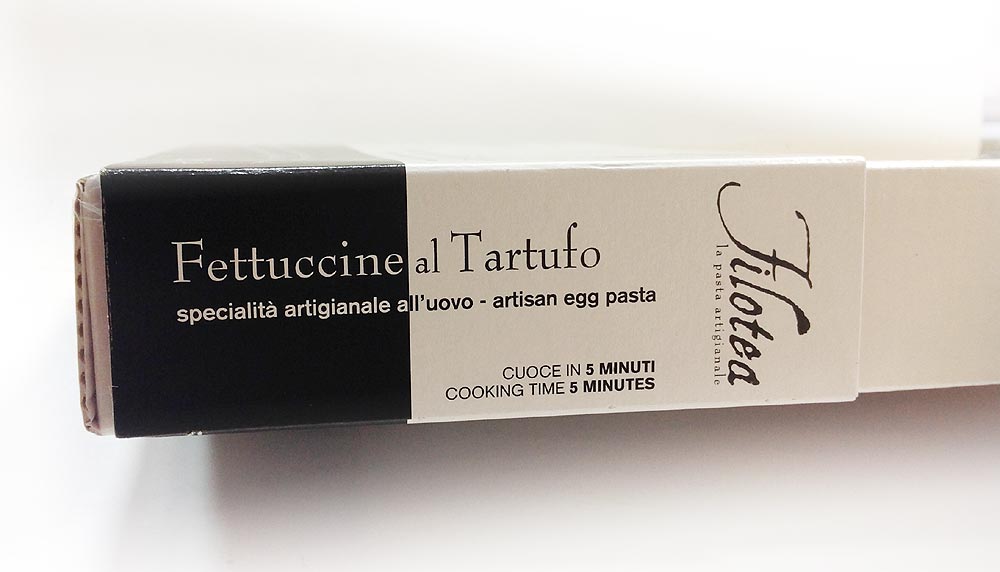 Fettuccine al Tartufo
specialità artigianale all'uovo - artisan egg pasta
CUOCE IN 5 MINUTI
COOKING TIME 5 MINUTES
Filotea
la pasta artigianale